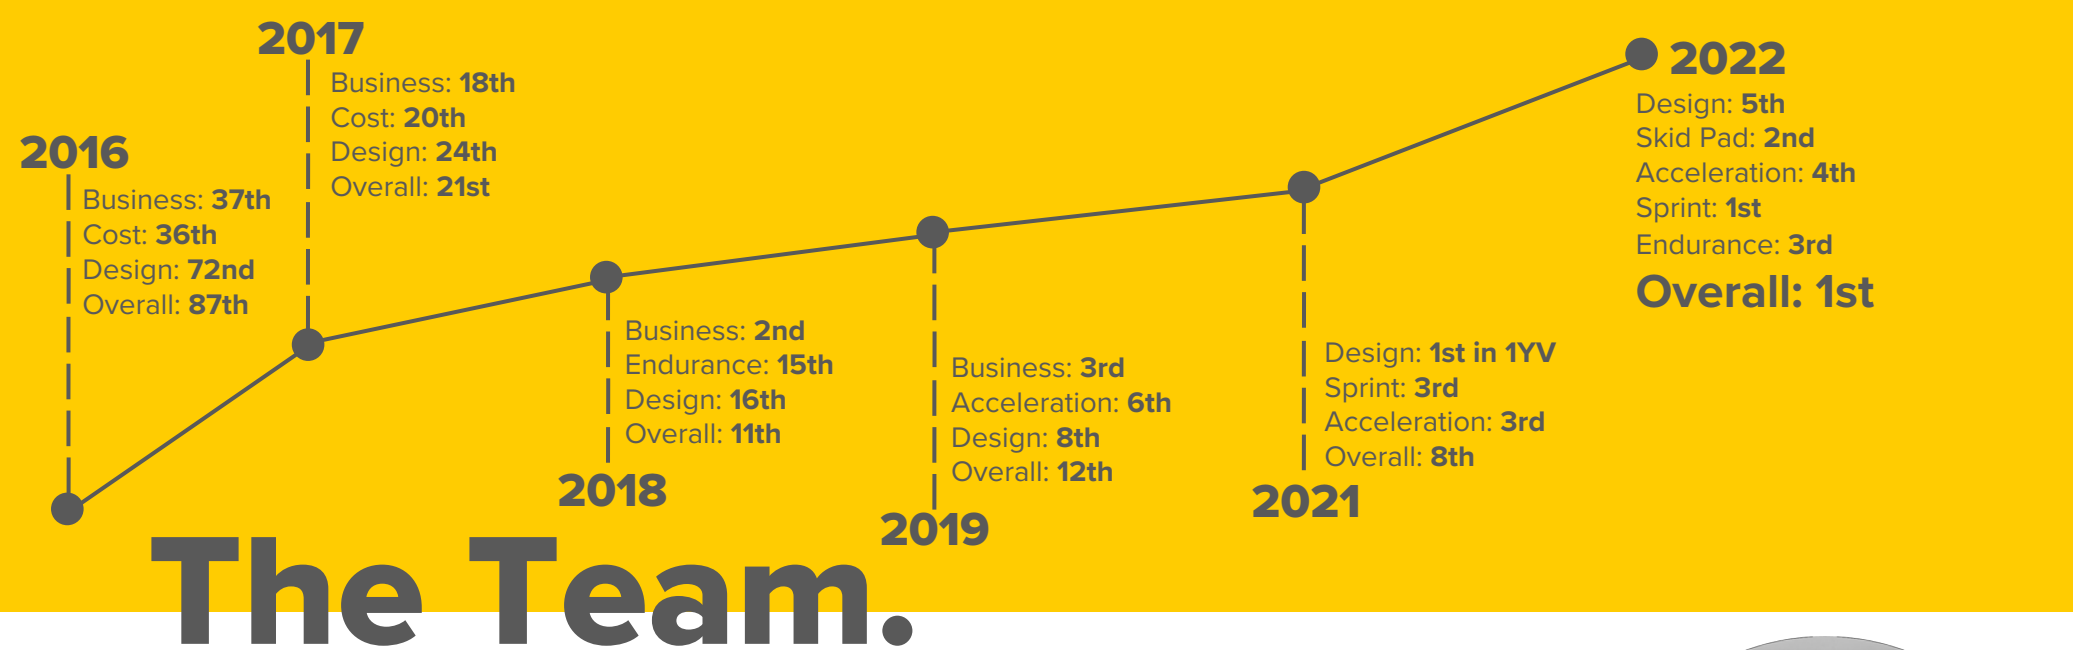 2016
Business: 37th
Cost: 36th
Design: 72nd
Overall: 87th
2017
Business: 18th
Cost: 20th
Design: 24th
Overall: 21st
2018
Business: 2nd
Endurance: 15th
Design: 16th
Overall: 11th
2019
Business: 3rd
Acceleration: 6th
Design: 8th
Overall: 12th
2021
Design: 1st in 1YV
Sprint: 3rd
Acceleration: 3rd
Overall: 8th
2022
Design: 5th
Skid Pad: 2nd
Acceleration: 4th
Sprint: 1st
Endurance: 3rd
Overall: 1st
The Team.